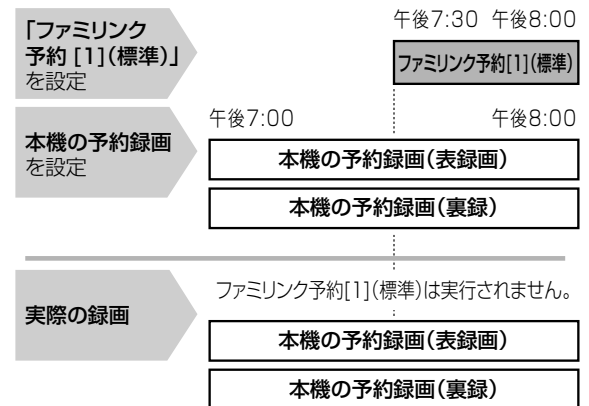 「ファミリンク
予約 [1](標準)」
を設定
午後7:30 午後8:00
ファミリンク予約[1](標準)
本機の予約録画
を設定
午後7:00 午後8:00
本機の予約録画(表録画)
本機の予約録画(裏録)
実際の録画
ファミリンク予約[1](標準)は実行されません。
本機の予約録画(表録画)
本機の予約録画(裏録)